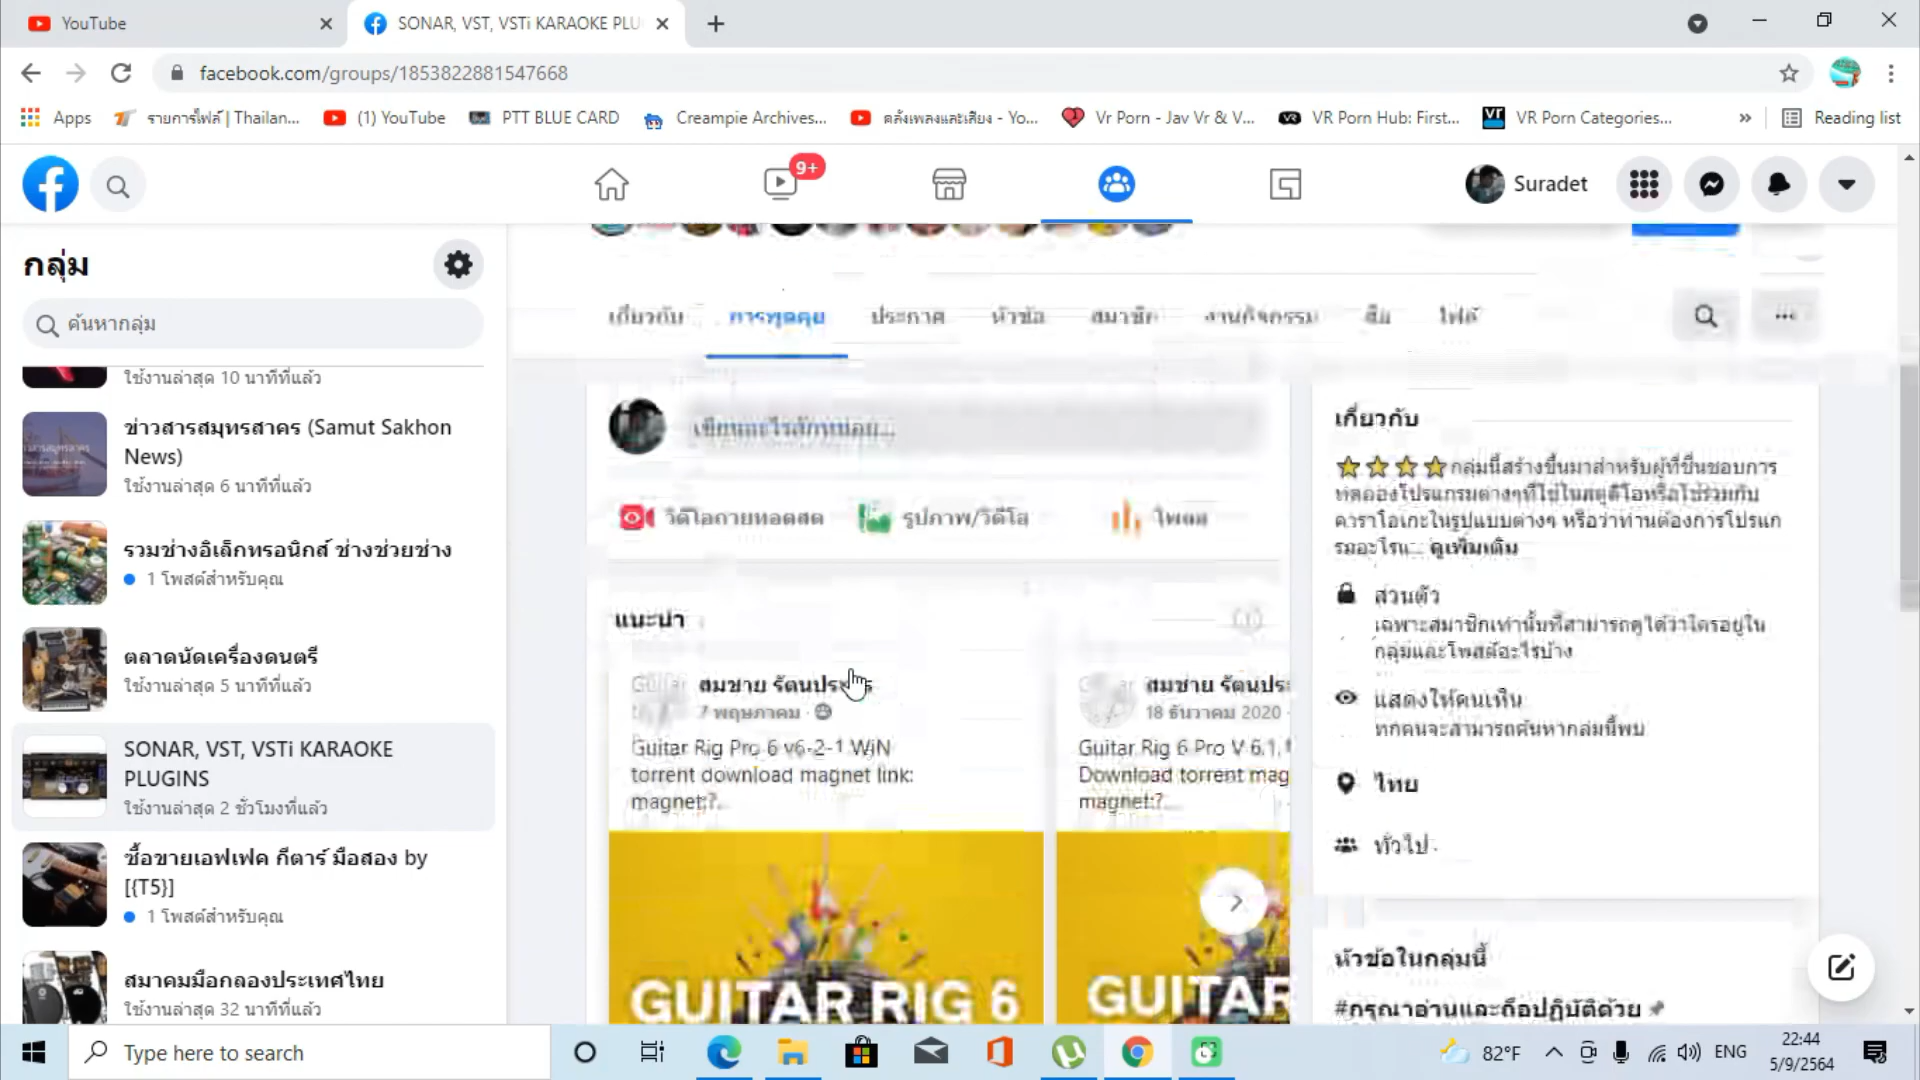 YouTube
SONAR, VST, VSTi KARAOKE PLU
facebook.com/groups/1853822881547668
Apps
รายการไฟล์ | Thailan...
(1) YouTube
PTT BLUE CARD
Creampie Archives...
คลังเพลงและเสียง - Yo...
Vr Porn - Jav Vr & V...
VR Porn Hub: First...
VR Porn Categories...
Reading list
9+
Suradet
กลุ่ม
ค้นหากลุ่ม
ใช้งานล่าสุด 10 นาทีที่แล้ว
ข่าวสารสมุทรสาคร (Samut Sakhon
News)
ใช้งานล่าสุด 6 นาทีที่แล้ว
รวมช่างอิเล็กทรอนิกส์ ช่างช่วยช่าง
1 โพสต์สำหรับคุณ
ตลาดนัดเครื่องดนตรี
ใช้งานล่าสุด 5 นาทีที่แล้ว
SONAR, VST, VSTi KARAOKE
PLUGINS
ใช้งานล่าสุด 2 ชั่วโมงที่แล้ว
ซื้อขายเอฟเฟค กีตาร์ มือสอง by
[{T5}]
1 โพสต์สำหรับคุณ
สมาคมมือกลองประเทศไทย
ใช้งานล่าสุด 32 นาทีที่แล้ว
เกี่ยวกับ
การพูดคุย
ประกาศ
หัวข้อ
สมาชิก
งานกิจกรรม
สื่อ
ไฟล์
เขียนอะไรสักหน่อย...
วิดีโอถ่ายทอดสด
รูปภาพ/วิดีโอ
โพลล์
แนะนำ
สมชาย รัตนประ
7 พฤษภาคม
Guitar Rig Pro 6 v6-2-1 WiN
torrent download magnet link:
magnet:?...
GUITAR RIG 6
สมชาย รัตนประ
18 ธันวาคม 2020
Guitar Rig 6 Pro V 6.1.
Download torrent mag
magnet:?...
GUITAR
เกี่ยวกับ
กลุ่มนี้สร้างขึ้นมาสำหรับผู้ที่ชื่นชอบการ
ทดลองโปรแกรมต่างๆที่ใช้ในสตูดิโอหรือใช้ร่วมกับ
คาราโอเกะในรูปแบบต่างๆ หรือว่าท่านต้องการโปรแก
รมอะไรแ... ดูเพิ่มเติม
ส่วนตัว
เฉพาะสมาชิกเท่านั้นที่สามารถดูได้ว่าใครอยู่ใน
กลุ่มและโพสต์อะไรบ้าง
แสดงให้คนเห็น
ทุกคนจะสามารถค้นหากลุ่มนี้พบ
ไทย
ทั่วไป
หัวข้อในกลุ่มนี้
#กรุณาอ่านและถือปฏิบัติด้วย
Type here to search
82°F
ENG
22:44
5/9/2564